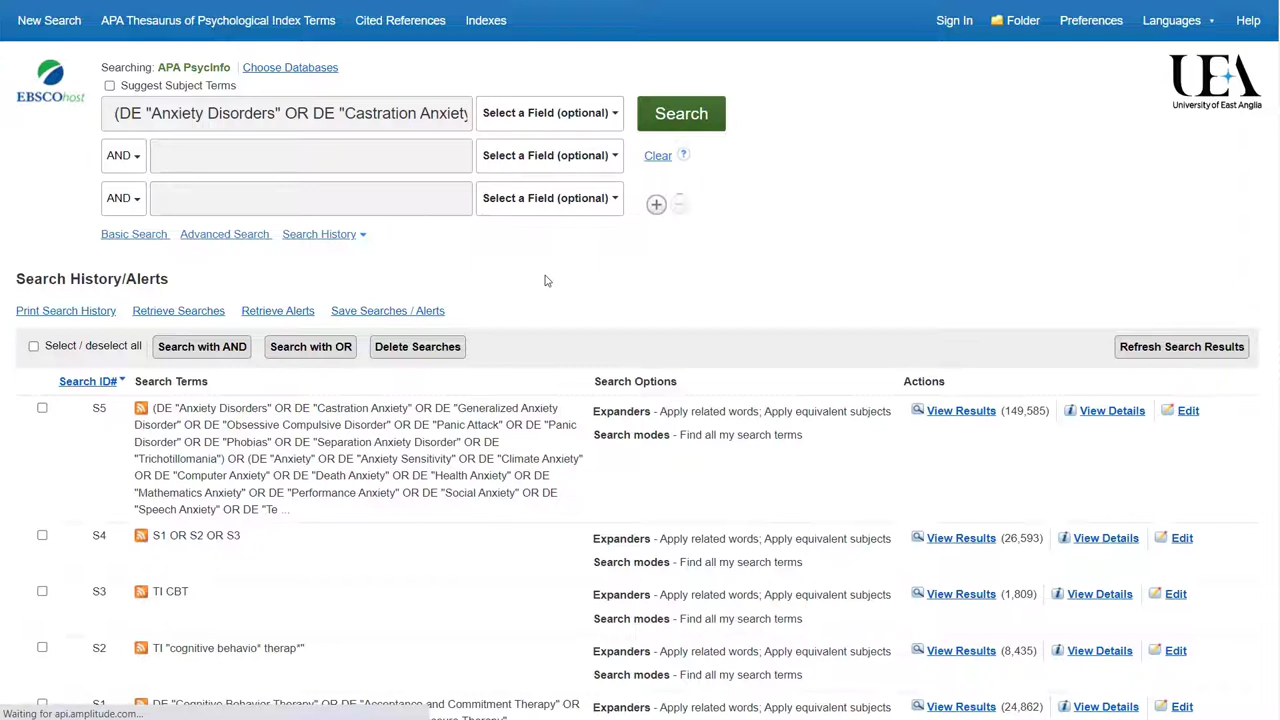 New Search APA Thesaurus of Psychological Index Terms Cited References Indexes Sign In Folder Preferences Languages Help
Searching: APA PsycInfo Choose Databases
Suggest Subject Terms
EBSCOhost
UEA
University of East Anglia
(DE "Anxiety Disorders" OR DE "Castration Anxiety Select a Field (optional) Search
AND Select a Field (optional) Clear ?
AND Select a Field (optional)
Basic Search Advanced Search Search History
Search History/Alerts
Print Search History Retrieve Searches Retrieve Alerts Save Searches / Alerts
Select / deselect all Search with AND Search with OR Delete Searches Refresh Search Results
Search ID# Search Terms Search Options Actions
S5 (DE "Anxiety Disorders" OR DE "Castration Anxiety" OR DE "Generalized Anxiety
Disorder" OR DE "Obsessive Compulsive Disorder" OR DE "Panic Attack" OR DE "Panic
Disorder" OR DE "Phobias" OR DE "Separation Anxiety Disorder" OR DE
"Trichotillomania") OR (DE "Anxiety" OR DE "Anxiety Sensitivity" OR DE "Climate Anxiety"
OR DE "Computer Anxiety" OR DE "Death Anxiety" OR DE "Health Anxiety" OR DE
"Mathematics Anxiety" OR DE "Performance Anxiety" OR DE "Social Anxiety" OR DE
"Speech Anxiety" OR DE "Te ...
Expanders - Apply related words; Apply equivalent subjects
Search modes - Find all my search terms
View Results (149,585) View Details Edit
S4 S1 OR S2 OR S3
Expanders - Apply related words; Apply equivalent subjects
Search modes - Find all my search terms
View Results (26,593) View Details Edit
S3 TI CBT
Expanders - Apply related words; Apply equivalent subjects
Search modes - Find all my search terms
View Results (1,809) View Details Edit
S2 TI "cognitive behavio* therap*"
Expanders - Apply related words; Apply equivalent subjects
Search modes - Find all my search terms
View Results (8,435) View Details Edit
S1 DE "Cognitive Behavior Therapy" OR DE "Acceptance and Commitment Therapy" OR
Expanders - Apply related words; Apply equivalent subjects
View Results (24,862) View Details Edit
Waiting for api.amplitude.com...